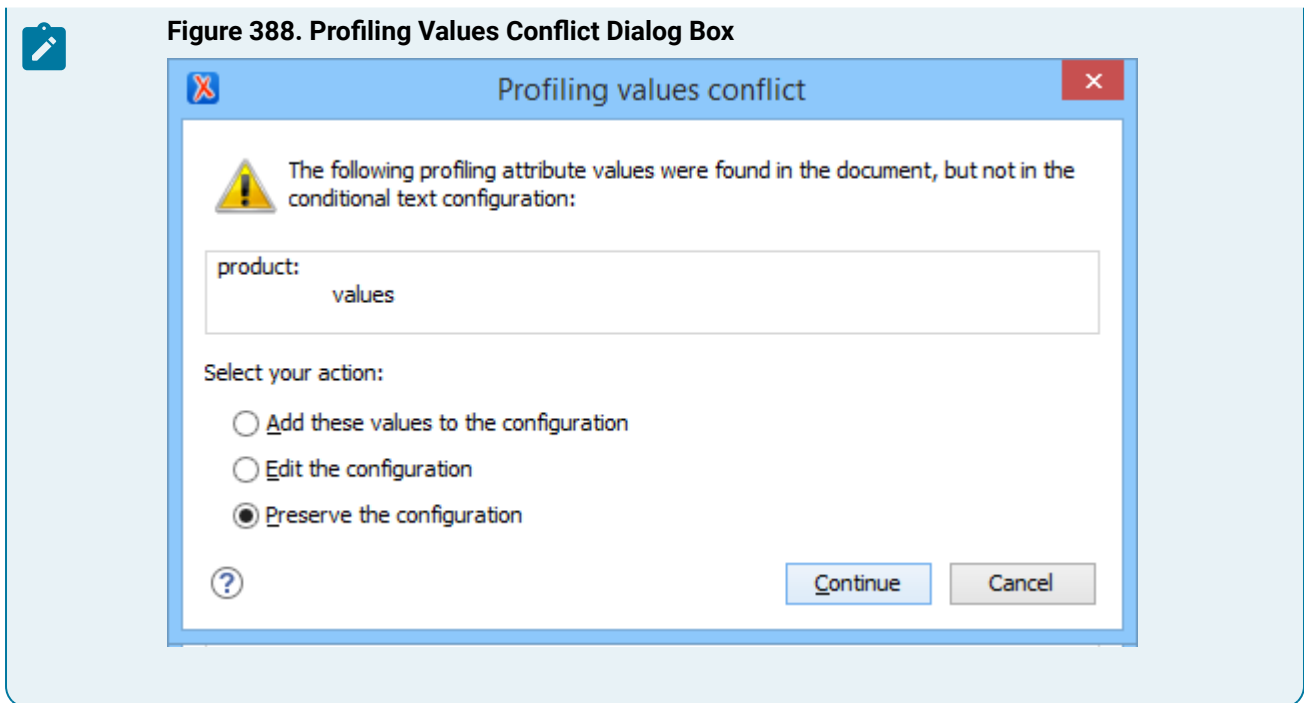 Figure 388. Profiling Values Conflict Dialog Box
Profiling values conflict
The following profiling attribute values were found in the document, but not in the
conditional text configuration:
product:
values
Select your action:
Add these values to the configuration
Edit the configuration
Preserve the configuration
?
Continue
Cancel